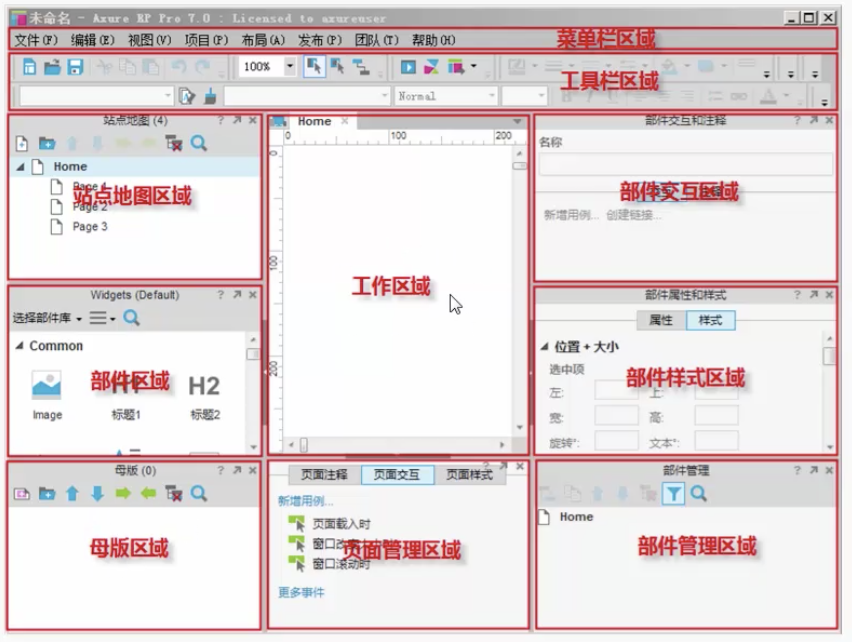 未命名 - Axure RP Pro 7.0 : Licensed to axureuser
文件(F) 编辑(E) 视图(V) 项目(P) 布局(A) 发布(P) 团队(T) 帮助(H)
菜单栏区域
100%
工具栏区域
Normal
站点地图 (4)
Home
Page 2
Page 3
站点地图区域
Home
0 100 200
100
200
工作区域
部件交互和注释
名称
部件交互区域
新增用例... 创建链接...
Widgets (Default)
选择部件库
Common
部件区域
H2
Image 标题1 标题2
部件属性和样式
属性 样式
位置 + 大小
选中项
部件样式区域
左: 上:
宽: 高:
旋转°: 文本°:
母版 (0)
母版区域
页面注释 页面交互 页面样式
新增用例...
页面载入时
页面管理区域
窗口滚动时
更多事件
部件管理
Home
部件管理区域